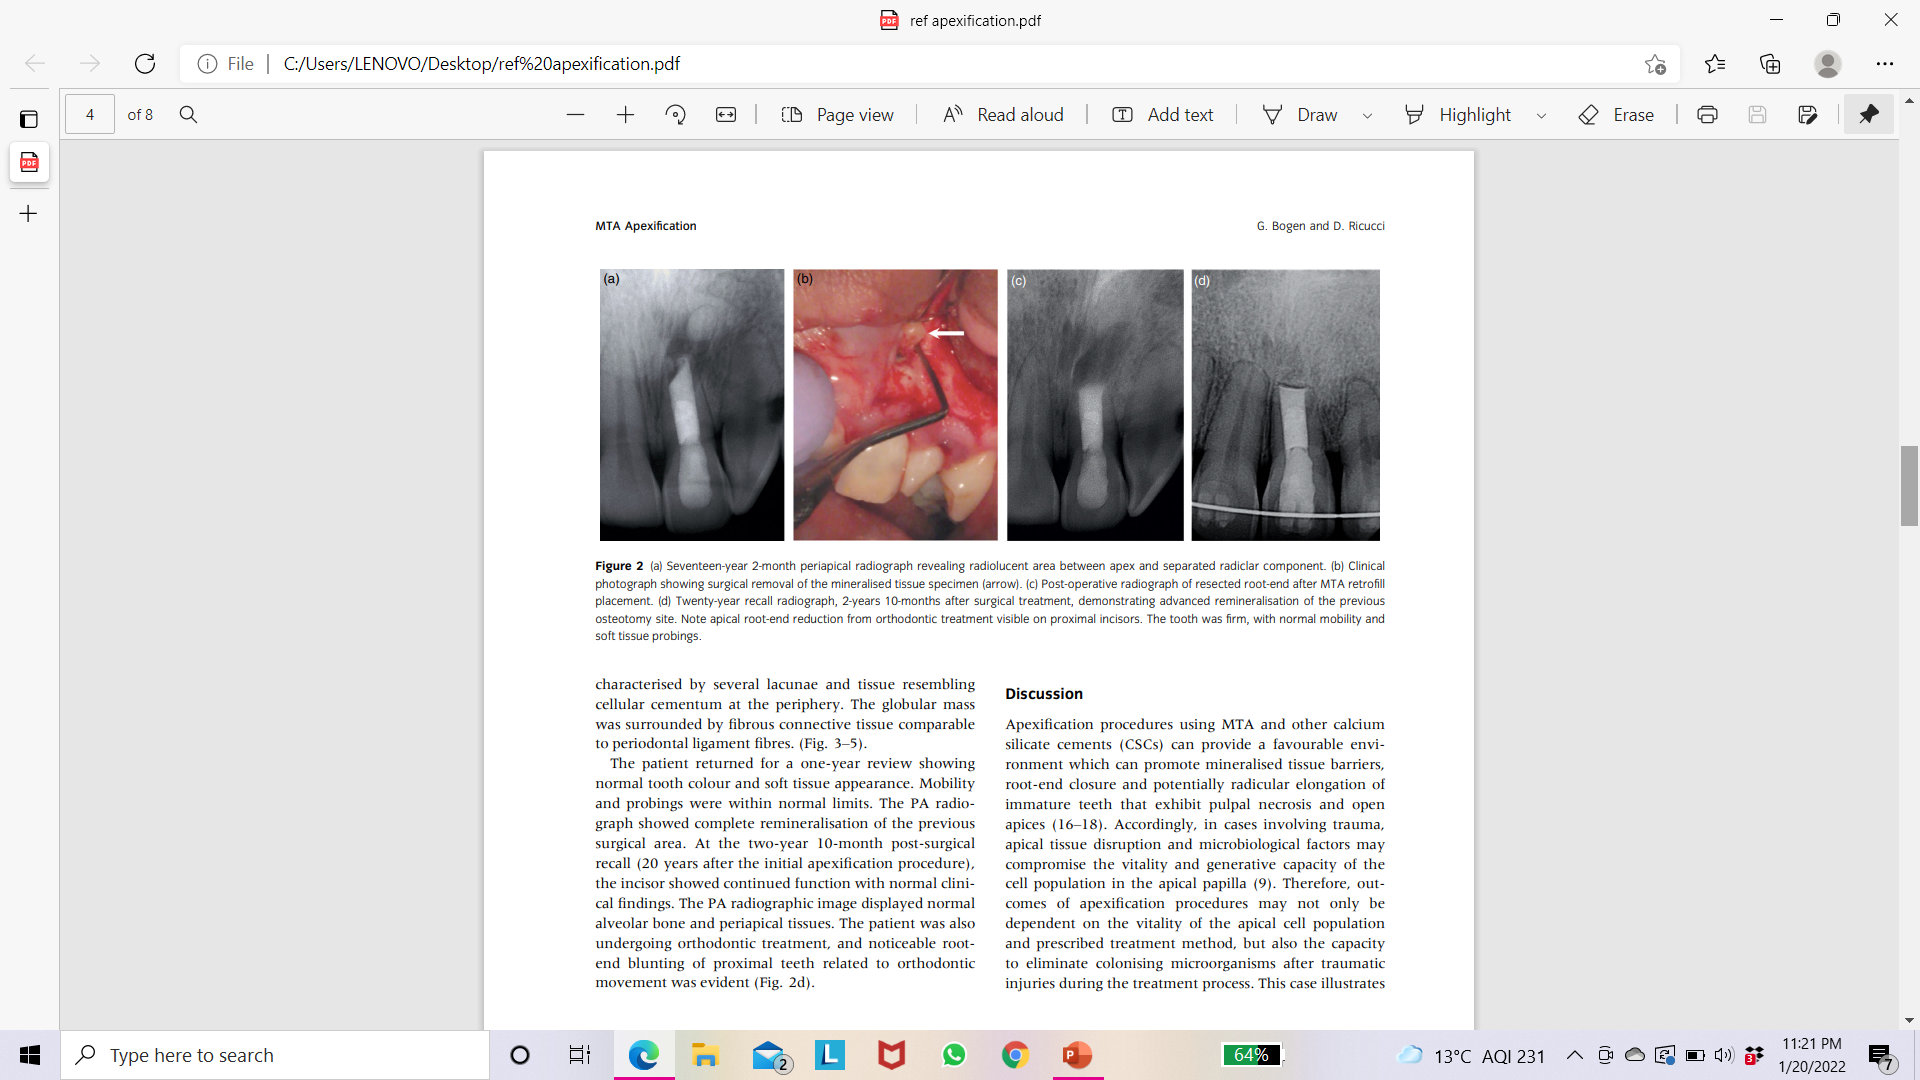 ref apexification.pdf
File
C:/Users/LENOVO/Desktop/ref%20apexification.pdf
4 of 8
Page view
Read aloud
Add text
Draw
Highlight
Erase
MTA Apexification
G. Bogen and D. Ricucci
(a)
(b)
(c)
(d)
Figure 2 (a) Seventeen-year 2-month periapical radiograph revealing radiolucent area between apex and separated radiclar component. (b) Clinical
photograph showing surgical removal of the mineralised tissue specimen (arrow). (c) Post-operative radiograph of resected root-end after MTA retrofill
placement. (d) Twenty-year recall radiograph, 2-years 10-months after surgical treatment, demonstrating advanced remineralisation of the previous
osteotomy site. Note apical root-end reduction from orthodontic treatment visible on proximal incisors. The tooth was firm, with normal mobility and
soft tissue probings.
characterised by several lacunae and tissue resembling
cellular cementum at the periphery. The globular mass
was surrounded by fibrous connective tissue comparable
to periodontal ligament fibres. (Fig. 3–5).
The patient returned for a one-year review showing
normal tooth colour and soft tissue appearance. Mobility
and probings were within normal limits. The PA radio-
graph showed complete remineralisation of the previous
surgical area. At the two-year 10-month post-surgical
recall (20 years after the initial apexification procedure),
the incisor showed continued function with normal clini-
cal findings. The PA radiographic image displayed normal
alveolar bone and periapical tissues. The patient was also
undergoing orthodontic treatment, and noticeable root-
end blunting of proximal teeth related to orthodontic
movement was evident (Fig. 2d).
Discussion
Apexification procedures using MTA and other calcium
silicate cements (CSCs) can provide a favourable envi-
ronment which can promote mineralised tissue barriers,
root-end closure and potentially radicular elongation of
immature teeth that exhibit pulpal necrosis and open
apices (16–18). Accordingly, in cases involving trauma,
apical tissue disruption and microbiological factors may
compromise the vitality and generative capacity of the
cell population in the apical papilla (9). Therefore, out-
comes of apexification procedures may not only be
dependent on the vitality of the apical cell population
and prescribed treatment method, but also the capacity
to eliminate colonising microorganisms after traumatic
injuries during the treatment process. This case illustrates
Type here to search
2
L
P
64%
13°C AQI 231
3
11:21 PM
1/20/2022
7